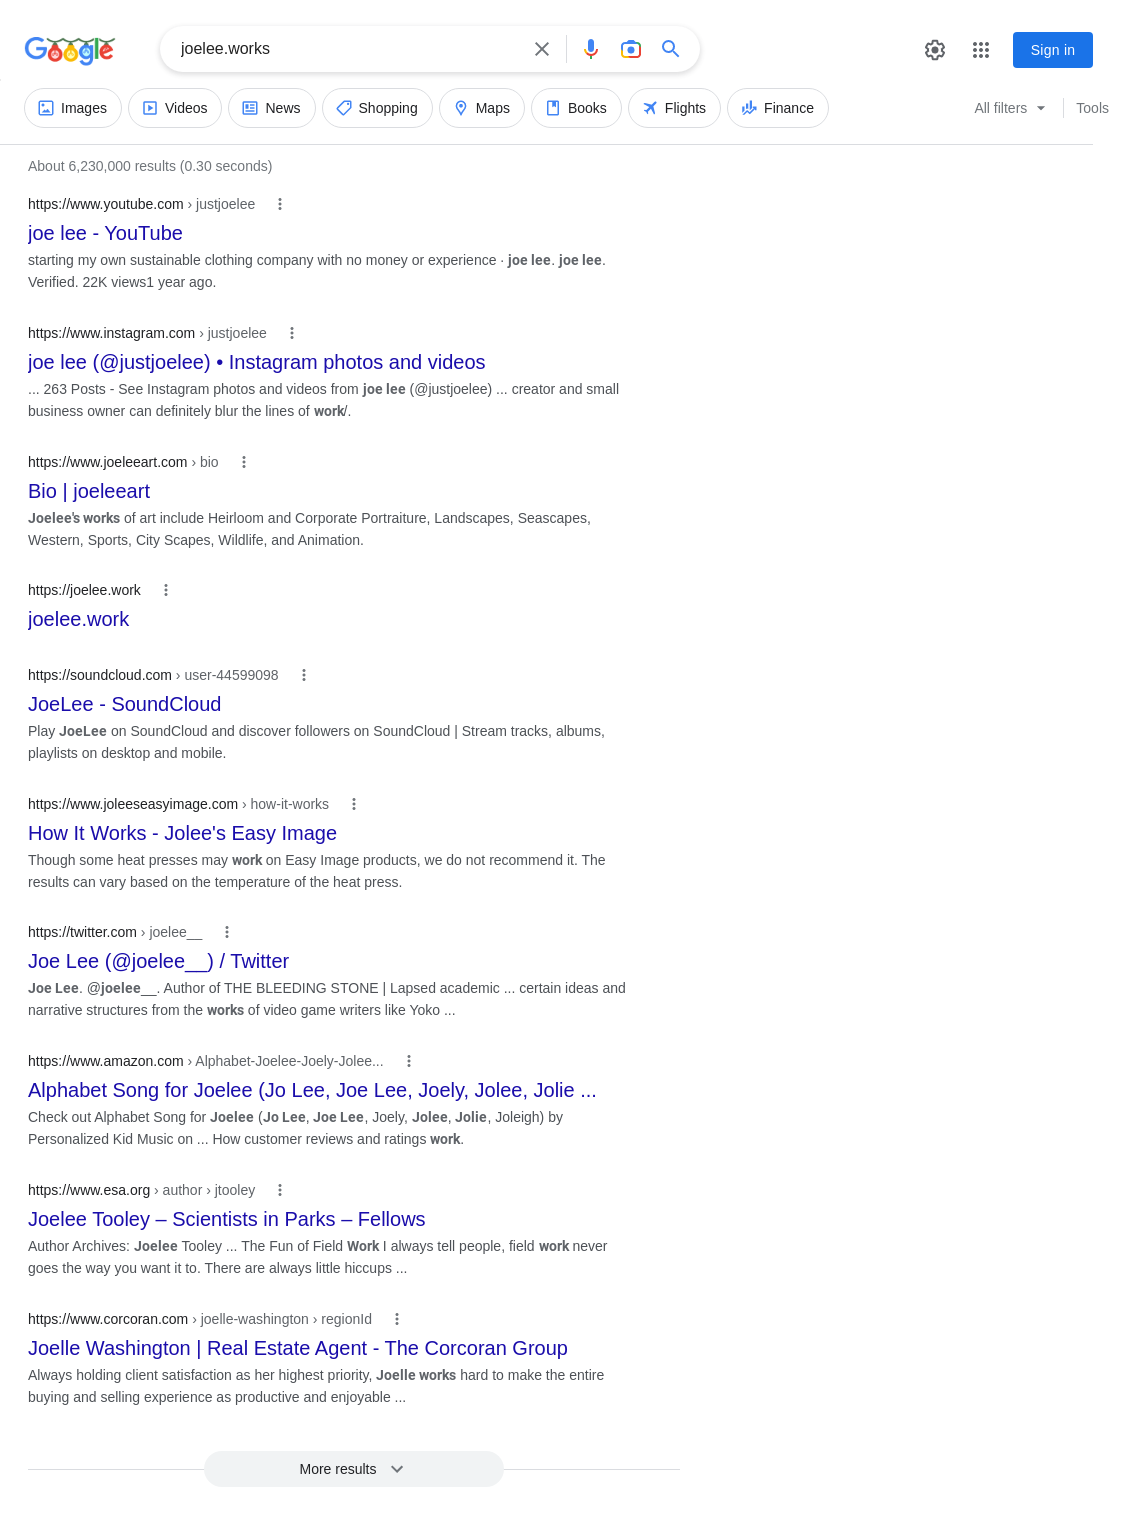 Google
joelee.works
Sign in
Images
Videos
News
Shopping
Maps
Books
Flights
Finance
All filters
Tools
About 6,230,000 results (0.30 seconds)
https://www.youtube.com › justjoelee
joe lee - YouTube
starting my own sustainable clothing company with no money or experience · joe lee. joe lee.
Verified. 22K views1 year ago.
https://www.instagram.com › justjoelee
joe lee (@justjoelee) • Instagram photos and videos
... 263 Posts - See Instagram photos and videos from joe lee (@justjoelee) ... creator and small
business owner can definitely blur the lines of work/.
https://www.joeleeart.com › bio
Bio | joeleeart
Joelee's works of art include Heirloom and Corporate Portraiture, Landscapes, Seascapes,
Western, Sports, City Scapes, Wildlife, and Animation.
https://joelee.work
joelee.work
https://soundcloud.com › user-44599098
JoeLee - SoundCloud
Play JoeLee on SoundCloud and discover followers on SoundCloud | Stream tracks, albums,
playlists on desktop and mobile.
https://www.joleeseasyimage.com › how-it-works
How It Works - Jolee's Easy Image
Though some heat presses may work on Easy Image products, we do not recommend it. The
results can vary based on the temperature of the heat press.
https://twitter.com › joelee__
Joe Lee (@joelee__) / Twitter
Joe Lee. @joelee__. Author of THE BLEEDING STONE | Lapsed academic ... certain ideas and
narrative structures from the works of video game writers like Yoko ...
https://www.amazon.com › Alphabet-Joelee-Joely-Jolee...
Alphabet Song for Joelee (Jo Lee, Joe Lee, Joely, Jolee, Jolie ...
Check out Alphabet Song for Joelee (Jo Lee, Joe Lee, Joely, Jolee, Jolie, Joleigh) by
Personalized Kid Music on ... How customer reviews and ratings work.
https://www.esa.org › author › jtooley
Joelee Tooley – Scientists in Parks – Fellows
Author Archives: Joelee Tooley ... The Fun of Field Work I always tell people, field work never
goes the way you want it to. There are always little hiccups ...
https://www.corcoran.com › joelle-washington › regionId
Joelle Washington | Real Estate Agent - The Corcoran Group
Always holding client satisfaction as her highest priority, Joelle works hard to make the entire
buying and selling experience as productive and enjoyable ...
More results